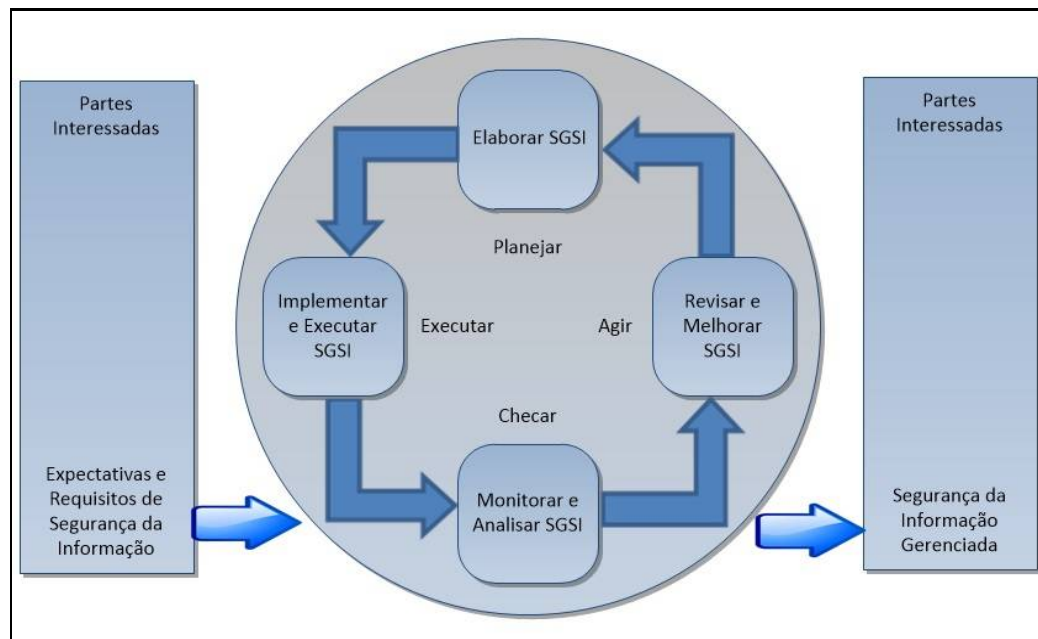 Partes
Interessadas
Expectativas e
Requisitos de
Segurança da
Informação
Elaborar SGSI
Planejar
Implementar
e Executar
SGSI
Executar
Agir
Revisar e
Melhorar
SGSI
Checar
Monitorar e
Analisar SGSI
Partes
Interessadas
Segurança da
Informação
Gerenciada